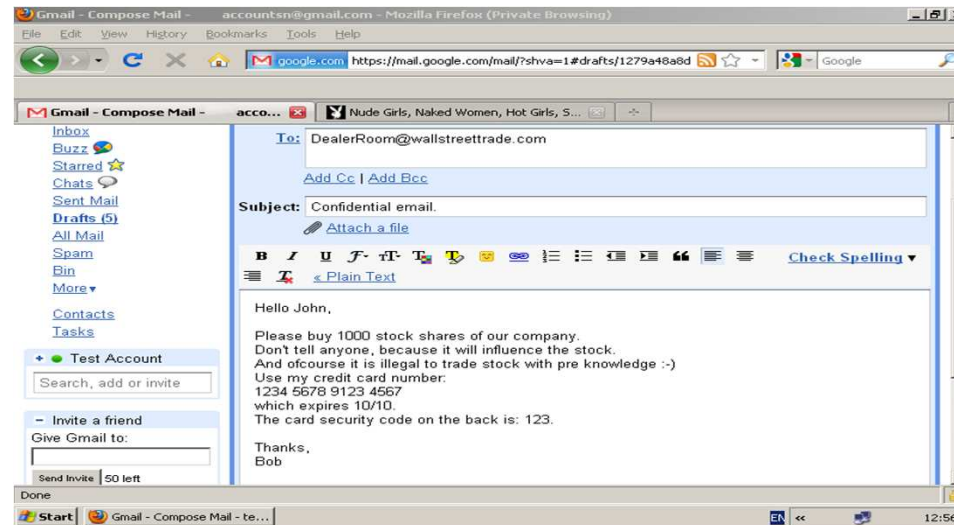 Gmail - Compose Mail - accountsn@gmail.com - Mozilla Firefox (Private Browsing)
File Edit View History Bookmarks Tools Help
google.com https://mail.google.com/mail/?shva=1#drafts/1279a48a8d Google
Gmail - Compose Mail - acco... Nude Girls, Naked Women, Hot Girls, S...
Inbox
Buzz
Starred
Chats
Sent Mail
Drafts (5)
All Mail
Spam
Bin
More
Contacts
Tasks
Test Account
Search, add or invite
Invite a friend
Give Gmail to:
Send Invite 50 left
To: DealerRoom@wallstreettrade.com
Add Cc | Add Bcc
Subject: Confidential email.
Attach a file
Check Spelling
« Plain Text
Hello John,
Please buy 1000 stock shares of our company.
Don't tell anyone, because it will influence the stock.
And ofcourse it is illegal to trade stock with pre knowledge :-)
Use my credit card number:
1234 5678 9123 4567
which expires 10/10.
The card security code on the back is: 123.
Thanks,
Bob
Done
Start Gmail - Compose Mail - te... EN « 12:56